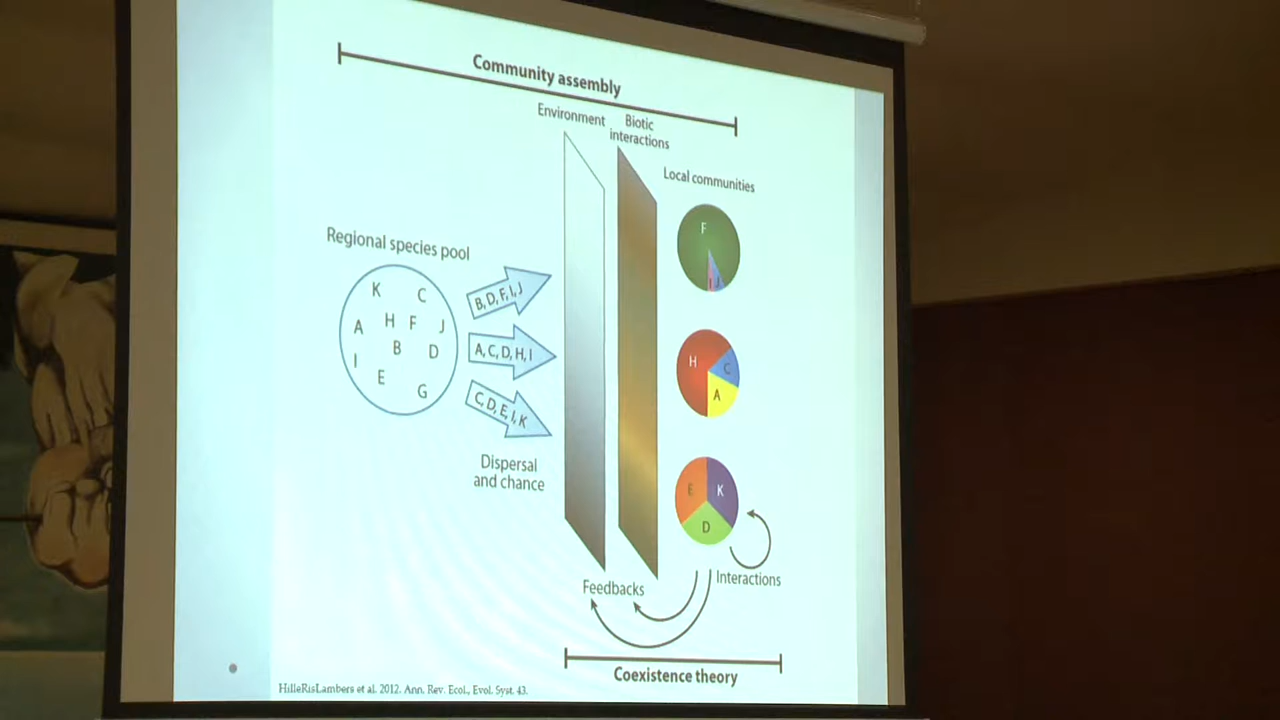 Community assembly
Environment
Biotic
interactions
Local communities
Regional species pool
K
C
A
H
F
J
B
D
I
E
G
B, D, F, I, J
A, C, D, H, I
C, D, E, I, K
Dispersal
and chance
F
I
J
H
C
A
E
K
D
Interactions
Feedbacks
Coexistence theory
HilleRisLambers et al. 2012. Ann. Rev. Ecol., Evol. Syst. 43.